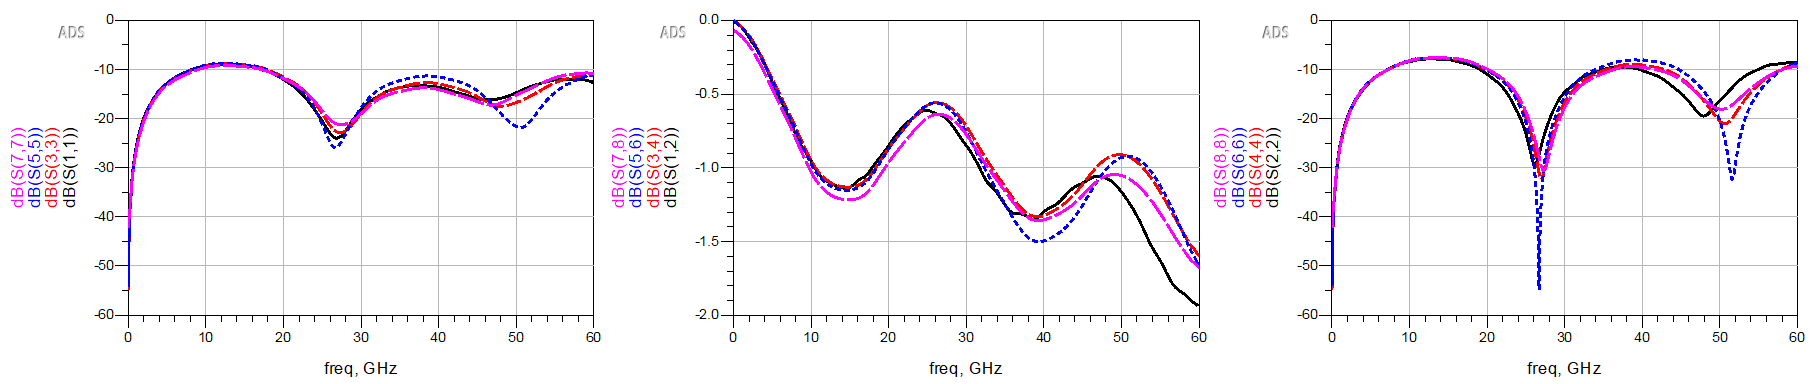 ADS
dB(S(7,7))
dB(S(5,5))
dB(S(3,3))
dB(S(1,1))
0
-10
-20
-30
-40
-50
-60
0 10 20 30 40 50 60
freq, GHz
ADS
dB(S(7,8))
dB(S(5,6))
dB(S(3,4))
dB(S(1,2))
0.0
-0.5
-1.0
-1.5
-2.0
0 10 20 30 40 50 60
freq, GHz
ADS
dB(S(8,8))
dB(S(6,6))
dB(S(4,4))
dB(S(2,2))
0
-10
-20
-30
-40
-50
-60
0 10 20 30 40 50 60
freq, GHz